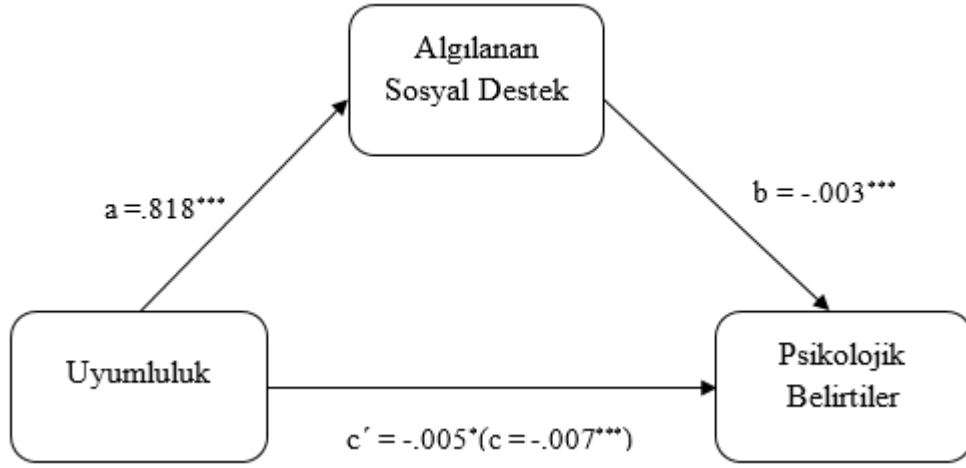 Algılanan
Sosyal Destek
a =.818***
b = -.003***
Uyumluluk
Psikolojik
Belirtiler
c´ = -.005*(c = -.007***)